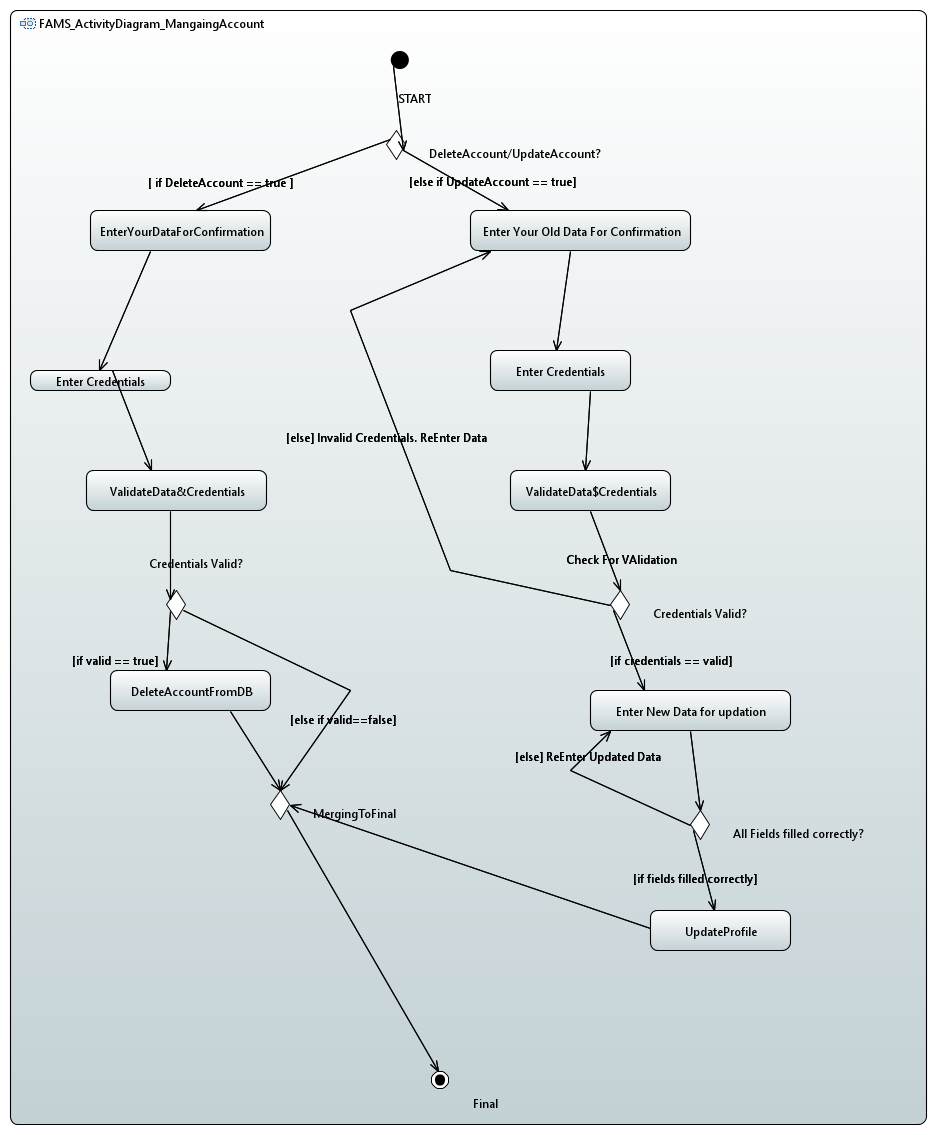 FAMS_ActivityDiagram_MangaingAccount
START
DeleteAccount/UpdateAccount?
[ if DeleteAccount == true ]
[else if UpdateAccount == true]
EnterYourDataForConfirmation
Enter Your Old Data For Confirmation
Enter Credentials
Enter Credentials
[else] Invalid Credentials. ReEnter Data
ValidateData&Credentials
ValidateData$Credentials
Credentials Valid?
Check For VAlidation
Credentials Valid?
[if valid == true]
[if credentials == valid]
DeleteAccountFromDB
Enter New Data for updation
[else if valid==false]
[else] ReEnter Updated Data
MergingToFinal
All Fields filled correctly?
[if fields filled correctly]
UpdateProfile
Final